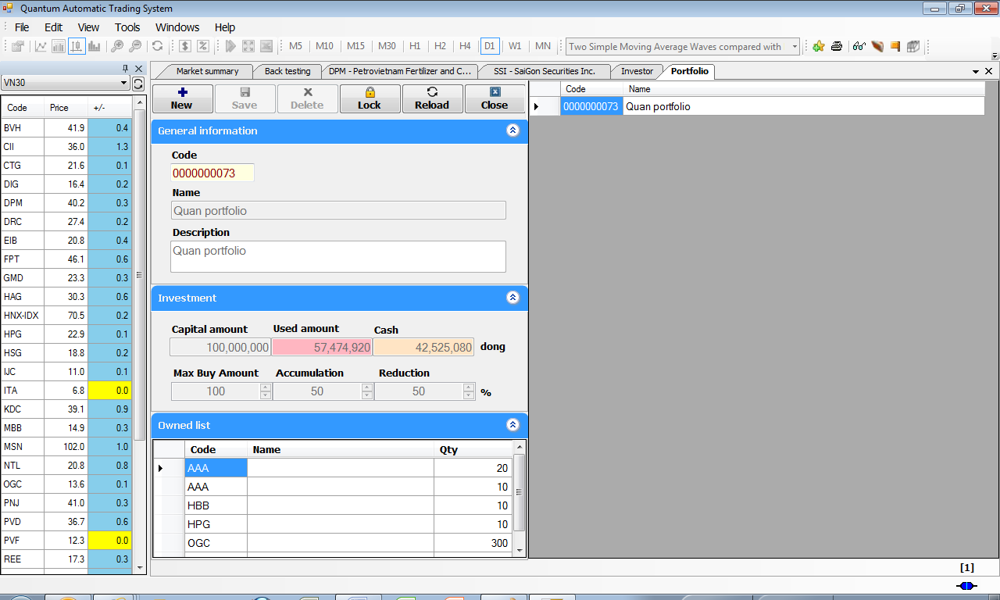 Quantum Automatic Trading System
File Edit View Tools Windows Help
M5 M10 M15 M30 H1 H2 H4 D1 W1 MN Two Simple Moving Average Waves compared with
VN30
Code Price +/-
BVH 41.9 0.4
CII 36.0 1.3
CTG 21.6 0.1
DIG 16.4 0.2
DPM 40.2 0.3
DRC 27.4 0.2
EIB 20.8 0.4
FPT 46.1 0.6
GMD 23.3 0.3
HAG 30.3 0.6
HNX-IDX 70.5 0.2
HPG 22.9 0.1
HSG 18.8 0.2
IJC 11.0 0.1
ITA 6.8 0.0
KDC 39.1 0.9
MBB 14.9 0.3
MSN 102.0 1.0
NTL 20.8 0.8
OGC 13.6 0.1
PNJ 41.0 0.3
PVD 36.7 0.6
PVF 12.3 0.0
REE 17.3 0.3
Market summary Back testing DPM - Petrovietnam Fertilizer and C... SSI - SaiGon Securities Inc. Investor Portfolio
New Save Delete Lock Reload Close
General information
Code
0000000073
Name
Quan portfolio
Description
Quan portfolio
Investment
Capital amount Used amount Cash
100,000,000 57,474,920 42,525,080 dong
Max Buy Amount Accumulation Reduction
100 50 50 %
Owned list
Code Name Qty
AAA 20
AAA 10
HBB 10
HPG 10
OGC 300
Code Name
0000000073 Quan portfolio
[1]